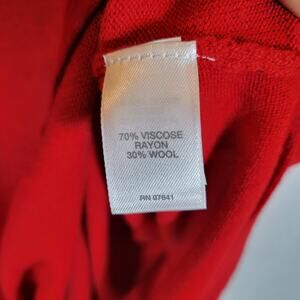 70% VISCOSE
RAYON
30% WOOL
RN 07641